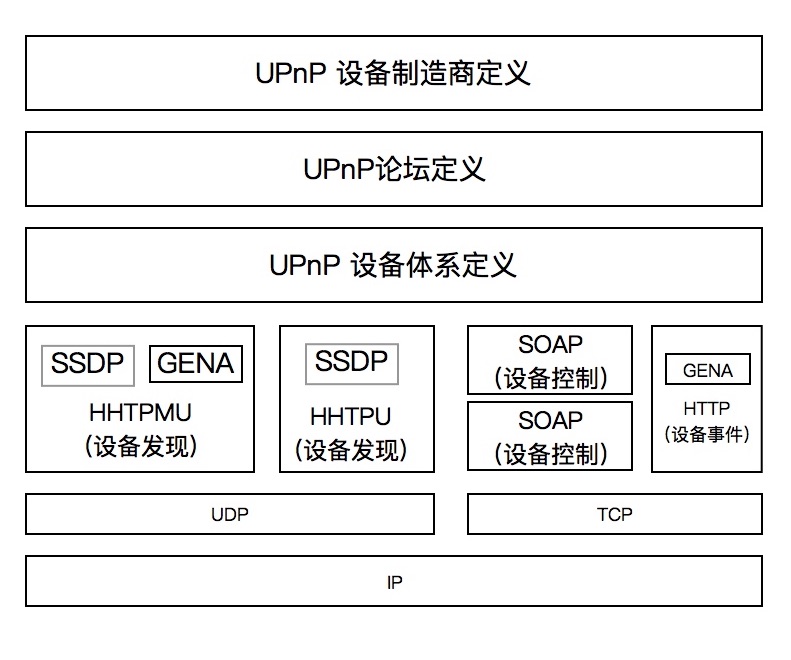 UPnP 设备制造商定义
UPnP论坛定义
UPnP 设备体系定义
SSDP GENA
HHTPMU
(设备发现)
SSDP
HHTPU
(设备发现)
SOAP
(设备控制)
SOAP
(设备控制)
GENA
HTTP
(设备事件)
UDP
TCP
IP